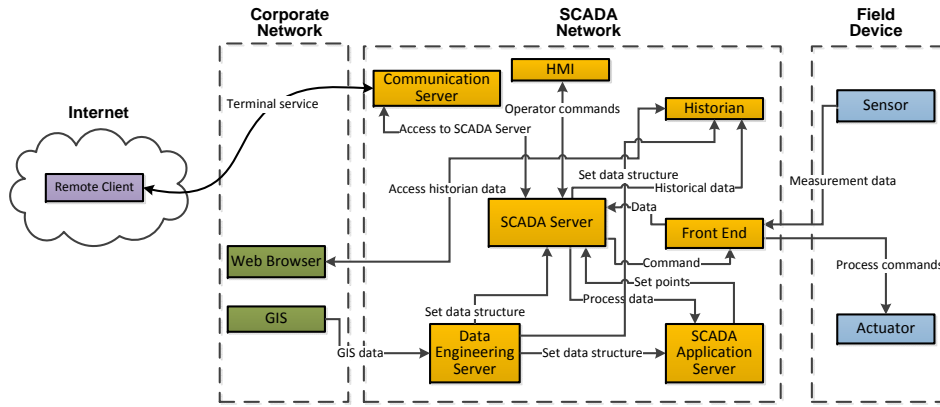 Corporate
Network
SCADA
Network
Field
Device
Internet
Remote Client
Terminal service
Communication
Server
HMI
Operator commands
Historian
Sensor
Access to SCADA Server
Set data structure
Access historian data
Historical data
Measurement data
SCADA Server
Data
Front End
Web Browser
Command
Process commands
Set points
Process data
GIS
Set data structure
Data
Engineering
Server
GIS data
Set data structure
SCADA
Application
Server
Actuator